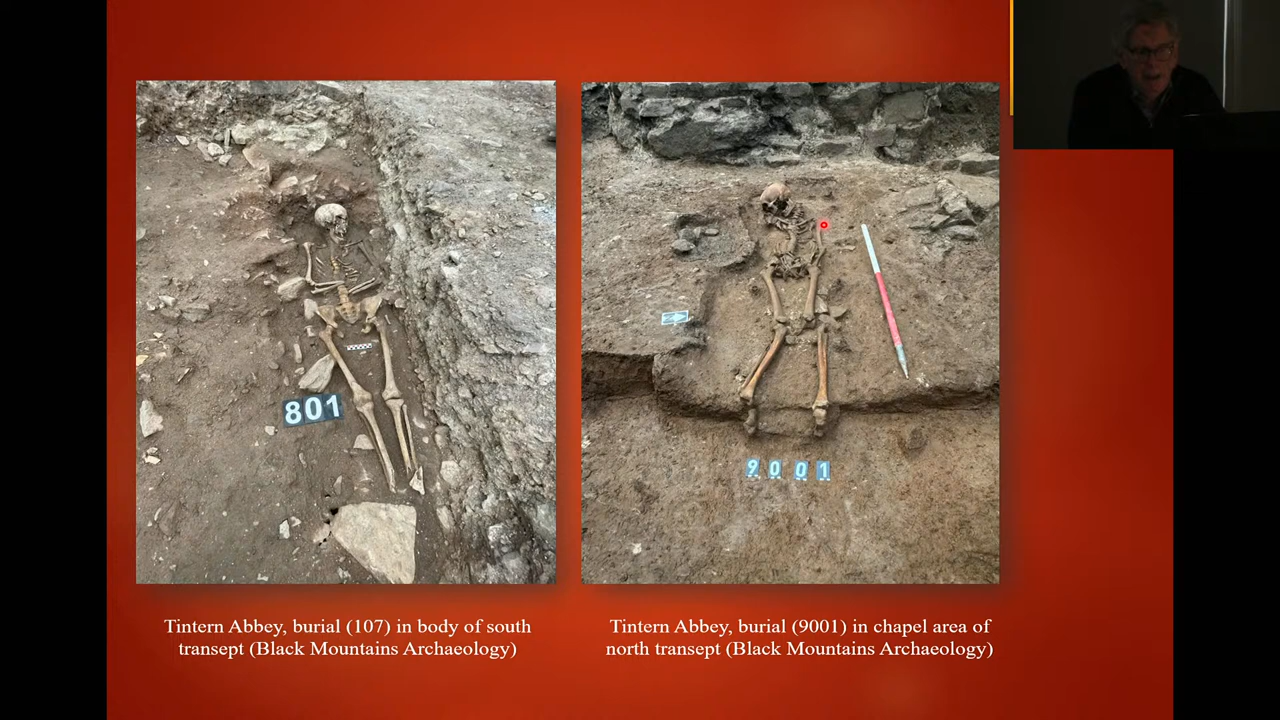 801
9001
Tintern Abbey, burial (107) in body of south
transept (Black Mountains Archaeology)
Tintern Abbey, burial (9001) in chapel area of
north transept (Black Mountains Archaeology)